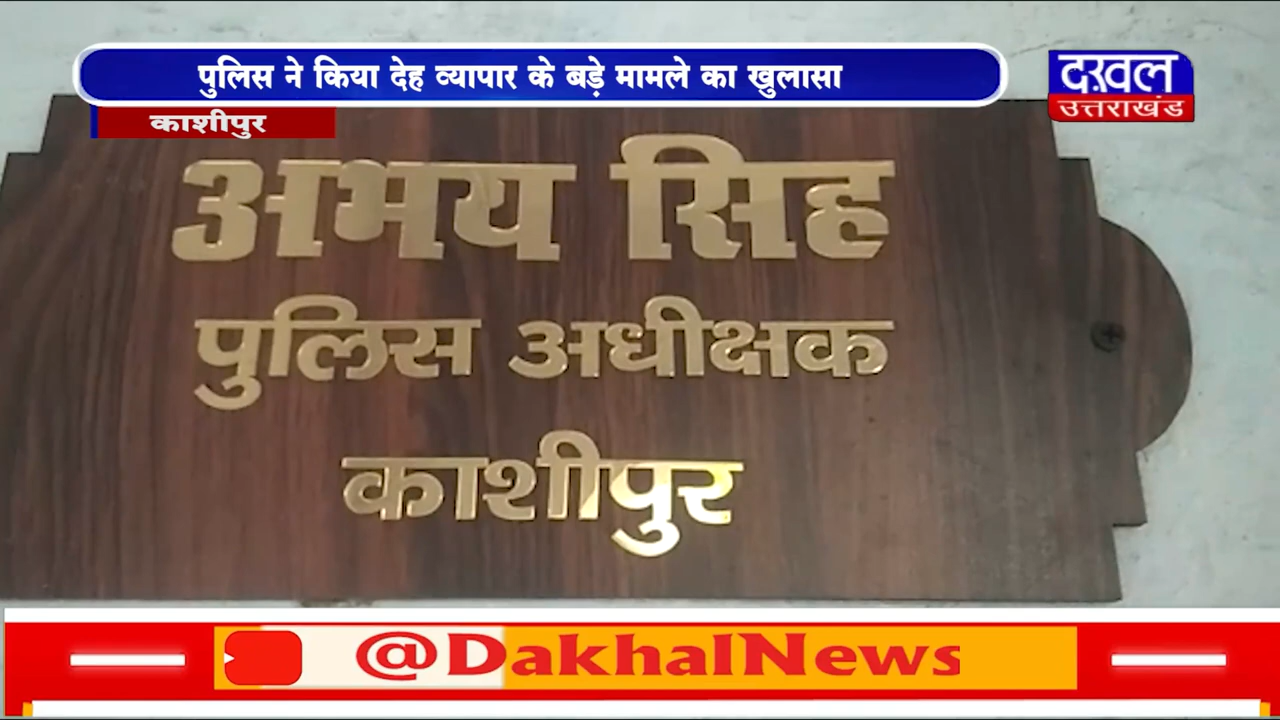 पुलिस ने किया देह व्यापार के बड़े मामले का खुलासा
दख़ल
उत्तराखंड
काशीपुर
अभय सिह
पुलिस अधीक्षक
काशीपुर
@DakhalNews